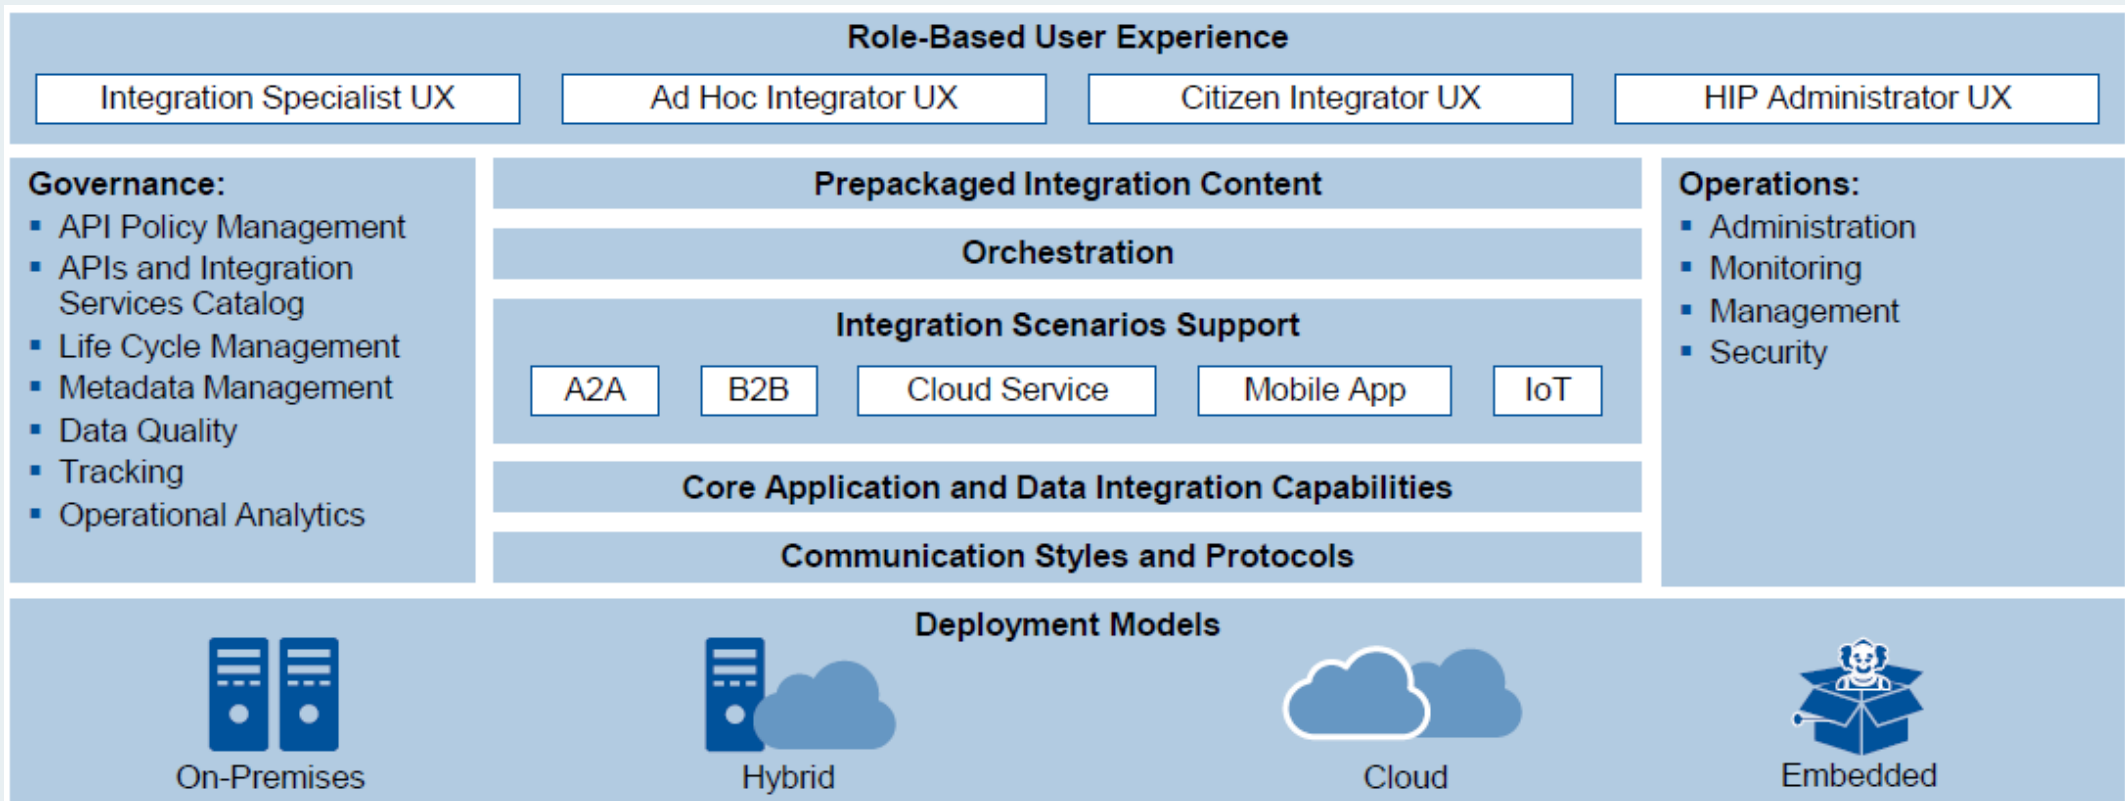 Role-Based User Experience
Integration Specialist UX
Ad Hoc Integrator UX
Citizen Integrator UX
HIP Administrator UX
Governance:
▪ API Policy Management
▪ APIs and Integration
Services Catalog
▪ Life Cycle Management
▪ Metadata Management
▪ Data Quality
▪ Tracking
▪ Operational Analytics
Prepackaged Integration Content
Orchestration
Integration Scenarios Support
A2A
B2B
Cloud Service
Mobile App
IoT
Core Application and Data Integration Capabilities
Communication Styles and Protocols
Operations:
▪ Administration
▪ Monitoring
▪ Management
▪ Security
Deployment Models
On-Premises
Hybrid
Cloud
Embedded